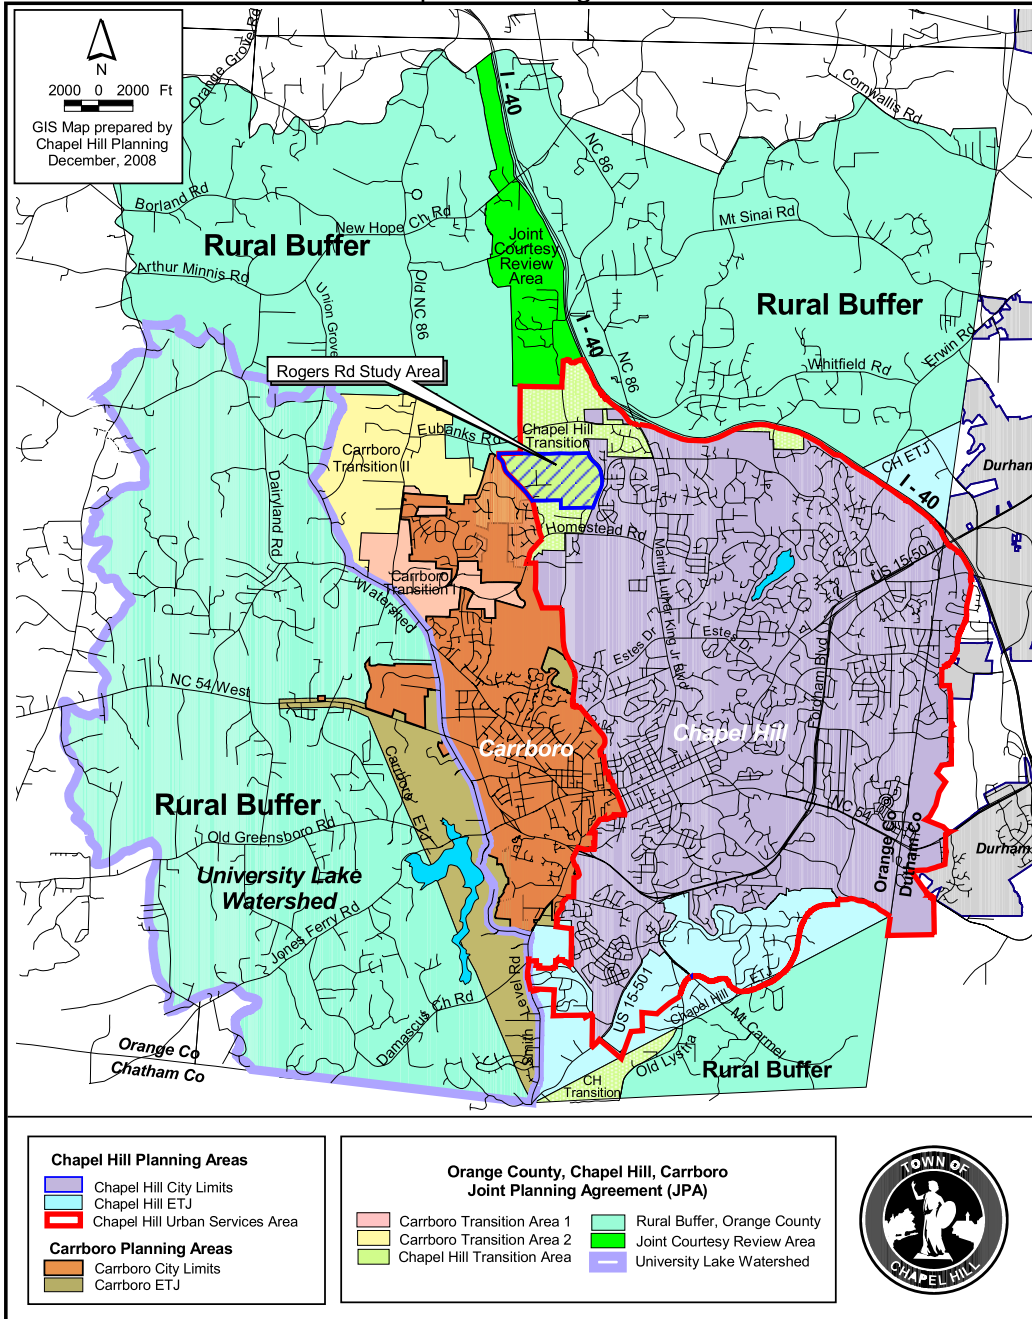 Orange Grove Rd
N
2000 0 2000 Ft
GIS Map prepared by
Chapel Hill Planning
December, 2008
I - 40
Cornwallis Rd
NC 86
Borland Rd
New Hope Ch Rd
Mt Sinai Rd
Rural Buffer
Joint
Courtesy
Review
Area
Arthur Minnis Rd
Union Grove
Old NC 86
Rural Buffer
I - 40
NC 86
Whitfield Rd
Erwin Rd
Rogers Rd Study Area
Eubanks Rd
Chapel Hill
Transition
Carrboro
Transition II
CH ETJ
I - 40
Durham
Dairyland Rd
Homestead Rd
Martin Luther King Jr Blvd
US 15-50
Carrboro
Transition I
Watershed
Estes Dr
Estes Dr
Fordham Blvd
NC 54 West
Carrboro
Chapel Hill
Carrboro ETJ
Rural Buffer
NC 54
Orange Co
Durham Co
Old Greensboro Rd
Durham
University Lake
Watershed
Jones Ferry Rd
Damascus Ch Rd
Smith Level Rd
US 15-501
Chapel Hill ETJ
Mt Carmel
Old Lystra
Rural Buffer
Orange Co
Chatham Co
CH
Transition
Chapel Hill Planning Areas
Chapel Hill City Limits
Chapel Hill ETJ
Chapel Hill Urban Services Area
Carrboro Planning Areas
Carrboro City Limits
Carrboro ETJ
Orange County, Chapel Hill, Carrboro
Joint Planning Agreement (JPA)
Carrboro Transition Area 1
Carrboro Transition Area 2
Chapel Hill Transition Area
Rural Buffer, Orange County
Joint Courtesy Review Area
University Lake Watershed
TOWN OF
CHAPEL HILL